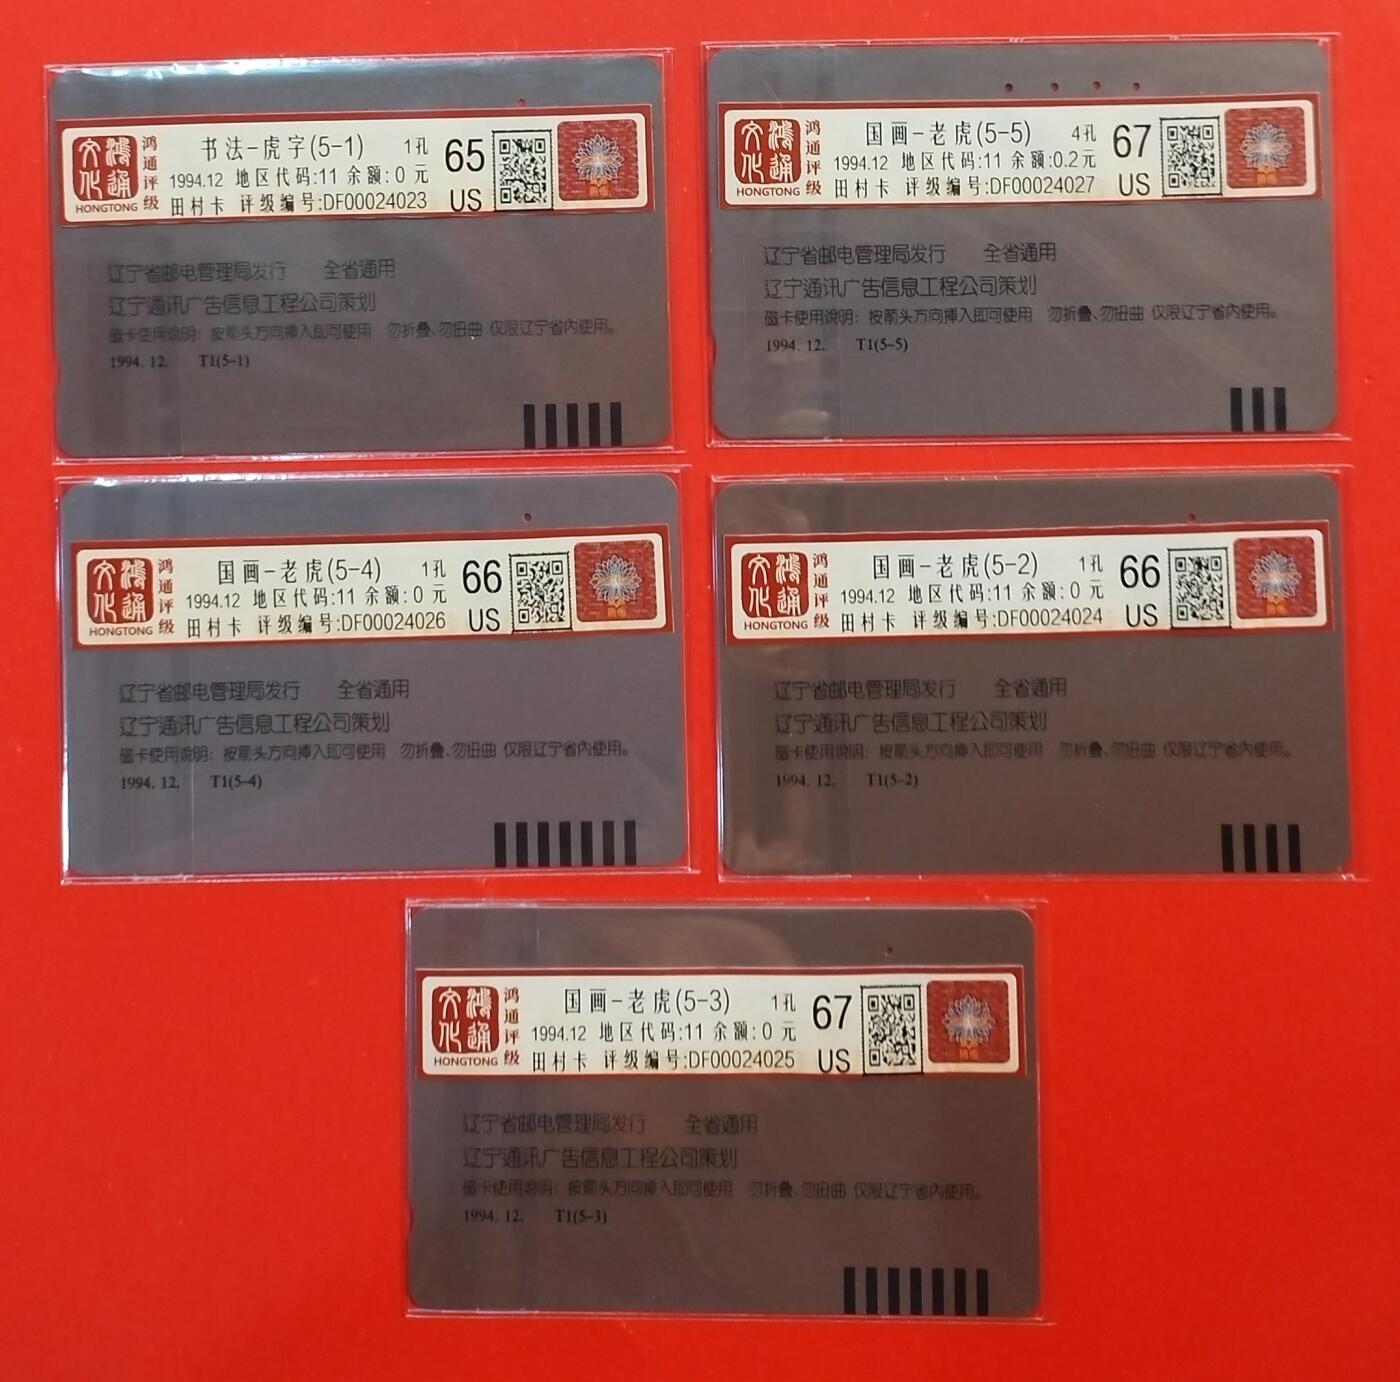 文鸿化通
HONGTONG
鸿通评级
书法-虎字(5-1) 1孔
1994.12 地区代码:11 余额:0 元
田村卡 评级编号:DF00024023
65
US
辽宁省邮电管理局发行 全省通用
辽宁通讯广告信息工程公司策划
磁卡使用说明: 按箭头方向挿入即可使用 勿折叠、勿扭曲 仅限辽宁省内使用。
1994. 12. T1(5-1)
文鸿化通
HONGTONG
鸿通评级
国画-老虎(5-5) 4孔
1994.12 地区代码:11 余额:0.2元
田村卡 评级编号:DF00024027
67
US
辽宁省邮电管理局发行 全省通用
辽宁通讯广告信息工程公司策划
磁卡使用说明: 按箭头方向挿入即可使用 勿折叠、勿扭曲 仅限辽宁省内使用。
1994. 12. T1(5-5)
文鸿化通
HONGTONG
鸿通评级
国画-老虎(5-4) 1孔
1994.12 地区代码:11 余额:0 元
田村卡 评级编号:DF00024026
66
US
辽宁省邮电管理局发行 全省通用
辽宁通讯广告信息工程公司策划
磁卡使用说明: 按箭头方向挿入即可使用 勿折叠、勿扭曲 仅限辽宁省内使用。
1994. 12. T1(5-4)
文鸿化通
HONGTONG
鸿通评级
国画-老虎(5-2) 1孔
1994.12 地区代码:11 余额:0 元
田村卡 评级编号:DF00024024
66
US
辽宁省邮电管理局发行 全省通用
辽宁通讯广告信息工程公司策划
磁卡使用说明: 按箭头方向挿入即可使用 勿折叠、勿扭曲 仅限辽宁省内使用。
1994. 12. T1(5-2)
文鸿化通
HONGTONG
鸿通评级
国画-老虎(5-3) 1孔
1994.12 地区代码:11 余额:0 元
田村卡 评级编号:DF00024025
67
US
辽宁省邮电管理局发行 全省通用
辽宁通讯广告信息工程公司策划
磁卡使用说明: 按箭头方向挿入即可使用 勿折叠、勿扭曲 仅限辽宁省内使用。
1994. 12. T1(5-3)